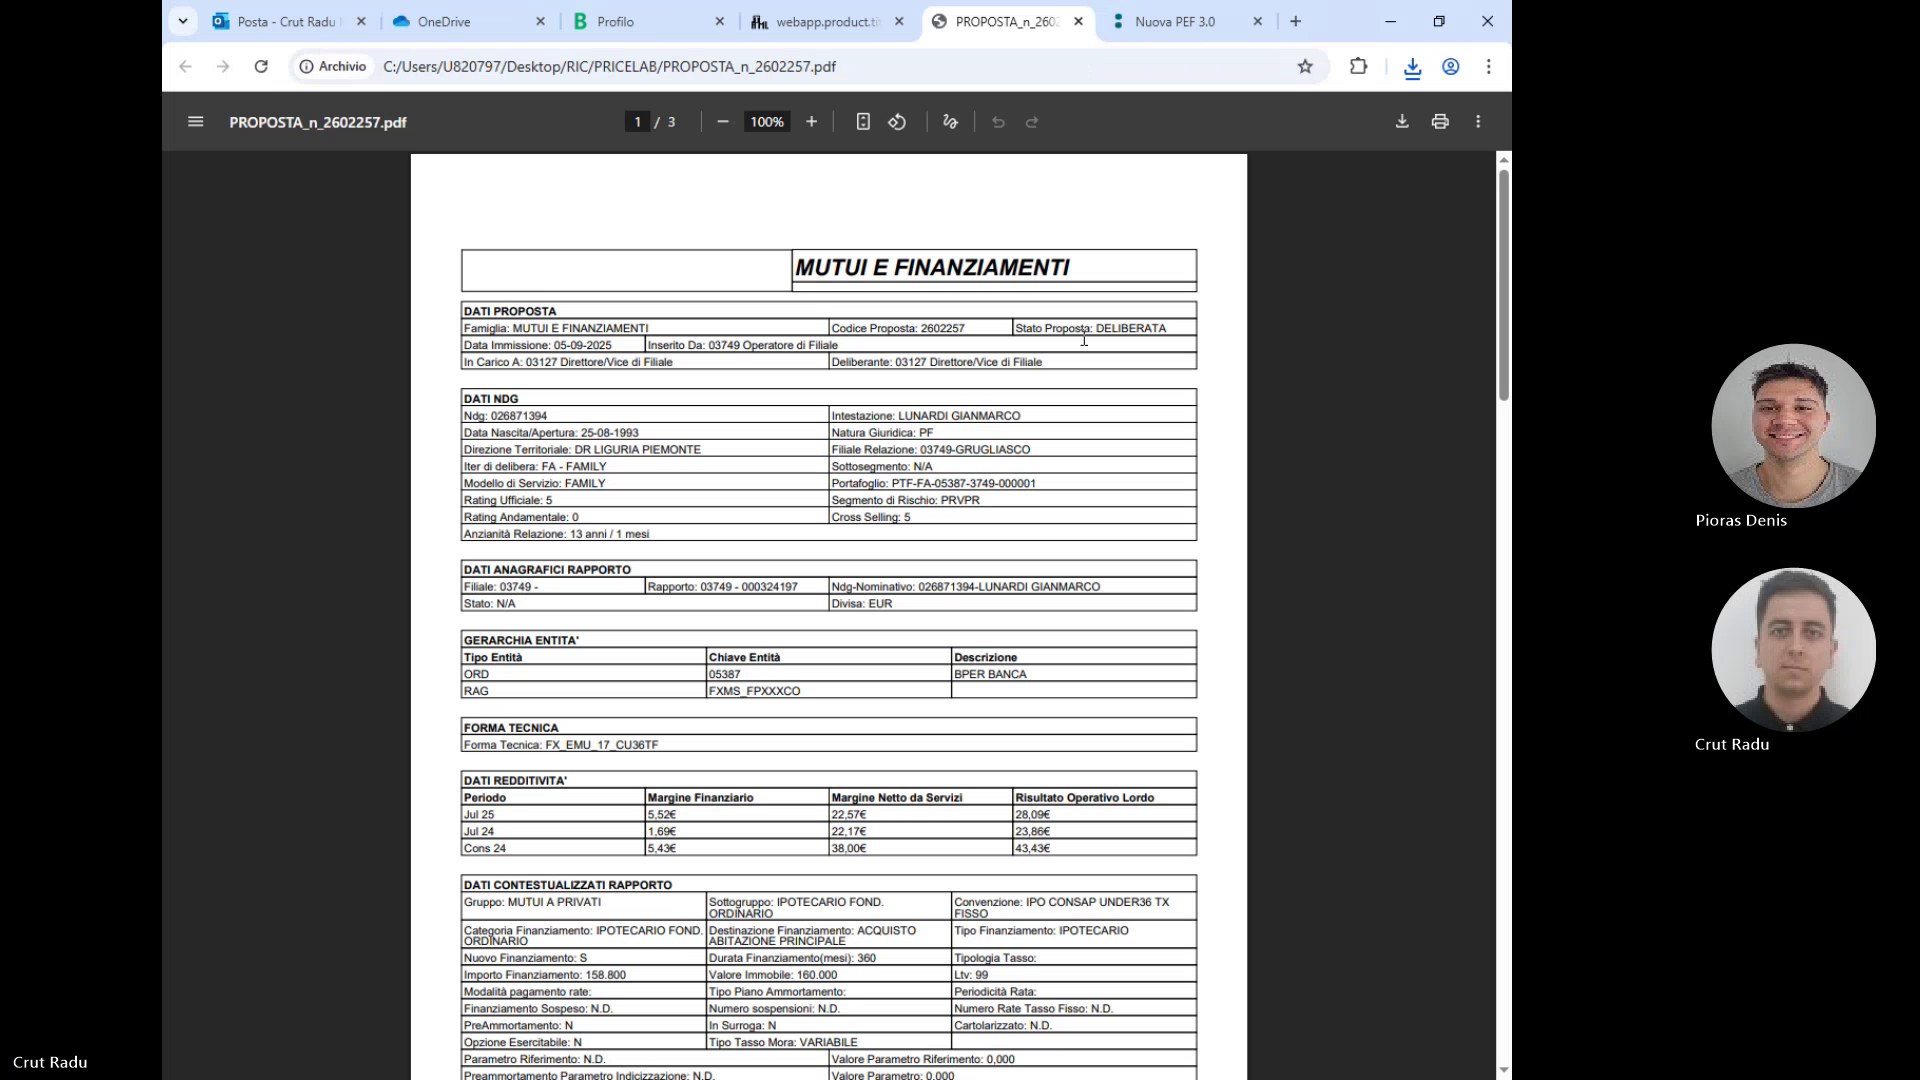 Posta - Crut Radu
OneDrive
Profilo
webapp.product.ti
PROPOSTA_n_260
Nuova PEF 3.0
Archivio
C:/Users/U820797/Desktop/RIC/PRICELAB/PROPOSTA_n_2602257.pdf
PROPOSTA_n_2602257.pdf
1 / 3
100%
MUTUI E FINANZIAMENTI
DATI PROPOSTA
Famiglia: MUTUI E FINANZIAMENTI Codice Proposta: 2602257 Stato Proposta: DELIBERATA
Data Immissione: 05-09-2025 Inserito Da: 03749 Operatore di Filiale
In Carico A: 03127 Direttore/Vice di Filiale Deliberante: 03127 Direttore/Vice di Filiale
DATI NDG
Ndg: 026871394 Intestazione: LUNARDI GIANMARCO
Data Nascita/Apertura: 25-08-1993 Natura Giuridica: PF
Direzione Territoriale: DR LIGURIA PIEMONTE Filiale Relazione: 03749-GRUGLIASCO
Iter di delibera: FA - FAMILY Sottosegmento: N/A
Modello di Servizio: FAMILY Portafoglio: PTF-FA-05387-3749-000001
Rating Ufficiale: 5 Segmento di Rischio: PRVPR
Rating Andamentale: 0 Cross Selling: 5
Anzianità Relazione: 13 anni / 1 mesi
DATI ANAGRAFICI RAPPORTO
Filiale: 03749 - Rapporto: 03749 - 000324197 Ndg-Nominativo: 026871394-LUNARDI GIANMARCO
Stato: N/A Divisa: EUR
GERARCHIA ENTITA'
Tipo Entità Chiave Entità Descrizione
ORD 05387 BPER BANCA
RAG FXMS_FPXXXCO
FORMA TECNICA
Forma Tecnica: FX_EMU_17_CU36TF
DATI REDDITIVITA'
Periodo Margine Finanziario Margine Netto da Servizi Risultato Operativo Lordo
Jul 25 5,52€ 22,57€ 28,09€
Jul 24 1,69€ 22,17€ 23,86€
Cons 24 5,43€ 38,00€ 43,43€
DATI CONTESTUALIZZATI RAPPORTO
Gruppo: MUTUI A PRIVATI Sottogruppo: IPOTECARIO FOND. Convenzione: IPO CONSAP UNDER36 TX
ORDINARIO FISSO
Categoria Finanziamento: IPOTECARIO FOND. Destinazione Finanziamento: ACQUISTO Tipo Finanziamento: IPOTECARIO
ORDINARIO ABITAZIONE PRINCIPALE
Nuovo Finanziamento: S Durata Finanziamento(mesi): 360 Tipologia Tasso:
Importo Finanziamento: 158.800 Valore Immobile: 160.000 Ltv: 99
Modalità pagamento rate: Tipo Piano Ammortamento: Periodicità Rata:
Finanziamento Sospeso: N.D. Numero sospensioni: N.D. Numero Rate Tasso Fisso: N.D.
PreAmmortamento: N In Surroga: N Cartolarizzato: N.D.
Opzione Esercitabile: N Tipo Tasso Mora: VARIABILE
Parametro Riferimento: N.D. Valore Parametro Riferimento: 0,000
Preammortamento Parametro Indicizzazione: N.D. Valore Parametro: 0,000
Pioras Denis
Crut Radu
Crut Radu